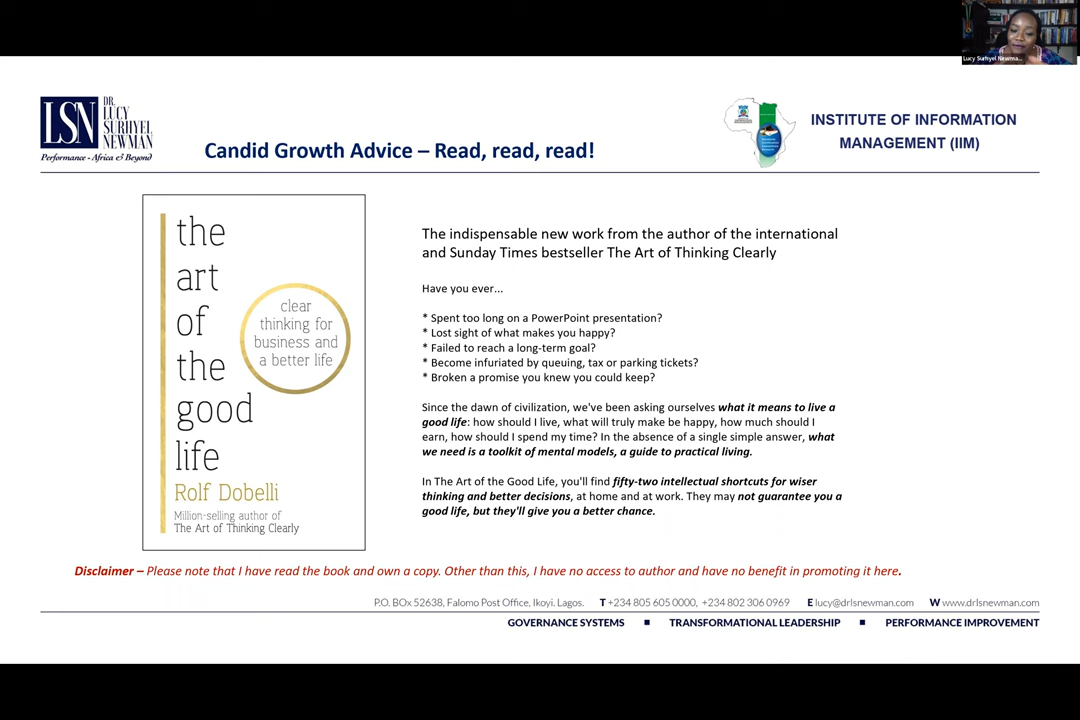 Lucy Surhyel Newma...
LSN
DR.
LUCY
SURHYEL
NEWMAN
Performance - Africa & Beyond
Candid Growth Advice – Read, read, read!
INSTITUTE OF INFORMATION
MANAGEMENT (IIM)
the
art
of
the
good
life
clear
thinking for
business and
a better life
Rolf Dobelli
Million-selling author of
The Art of Thinking Clearly
The indispensable new work from the author of the international
and Sunday Times bestseller The Art of Thinking Clearly
Have you ever...
* Spent too long on a PowerPoint presentation?
* Lost sight of what makes you happy?
* Failed to reach a long-term goal?
* Become infuriated by queuing, tax or parking tickets?
* Broken a promise you knew you could keep?
Since the dawn of civilization, we've been asking ourselves what it means to live a
good life: how should I live, what will truly make be happy, how much should I
earn, how should I spend my time? In the absence of a single simple answer, what
we need is a toolkit of mental models, a guide to practical living.
In The Art of the Good Life, you'll find fifty-two intellectual shortcuts for wiser
thinking and better decisions, at home and at work. They may not guarantee you a
good life, but they'll give you a better chance.
Disclaimer – Please note that I have read the book and own a copy. Other than this, I have no access to author and have no benefit in promoting it here.
P.O. BOx 52638, Falomo Post Office, Ikoyi. Lagos. T +234 805 605 0000, +234 802 306 0969 E lucy@drlsnewman.com W www.drlsnewman.com
GOVERNANCE SYSTEMS ■ TRANSFORMATIONAL LEADERSHIP ■ PERFORMANCE IMPROVEMENT